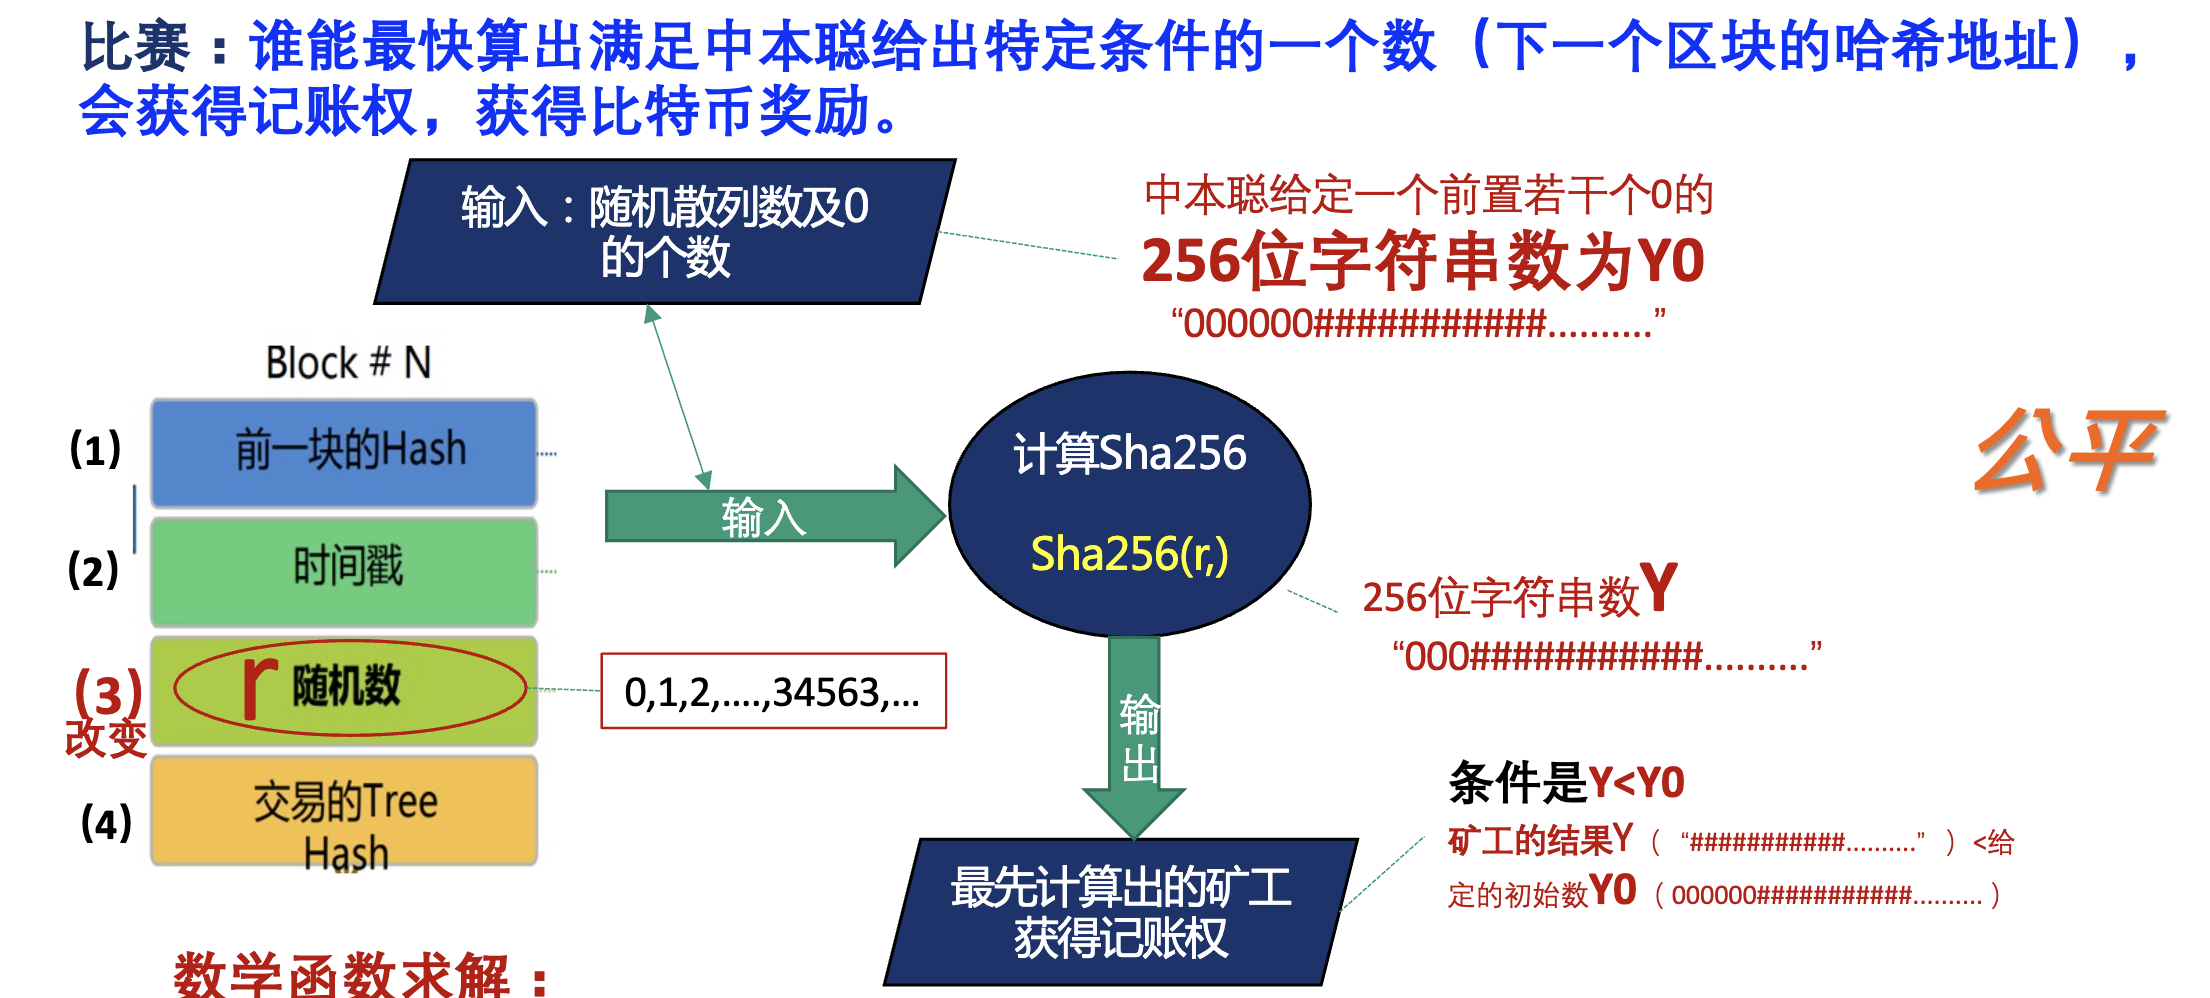 比赛：谁能最快算出满足中本聪给出特定条件的一个数（下一个区块的哈希地址），
会获得记账权，获得比特币奖励。
输入：随机散列数及0
的个数
中本聪给定一个前置若干个0的
256位字符串数为Y0
“000000###########..........”
Block # N
(1)
前一块的Hash
(2)
时间戳
(3)
改变
r 随机数
0,1,2,....,34563,...
(4)
交易的Tree
Hash
输入
计算Sha256
Sha256(r,)
公平
256位字符串数Y
“000###########..........”
输
出
条件是Y<Y0
矿工的结果Y（ “###########..........” ）<给
定的初始数Y0（000000###########..........）
最先计算出的矿工
获得记账权
数学函数求解：